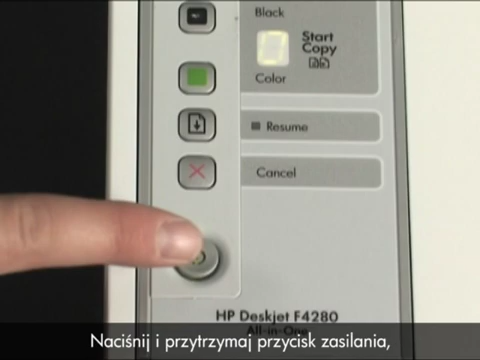 Black
Start
Copy
Color
Resume
Cancel
HP Deskjet F4280
All-in-One
Naciśnij i przytrzymaj przycisk zasilania,